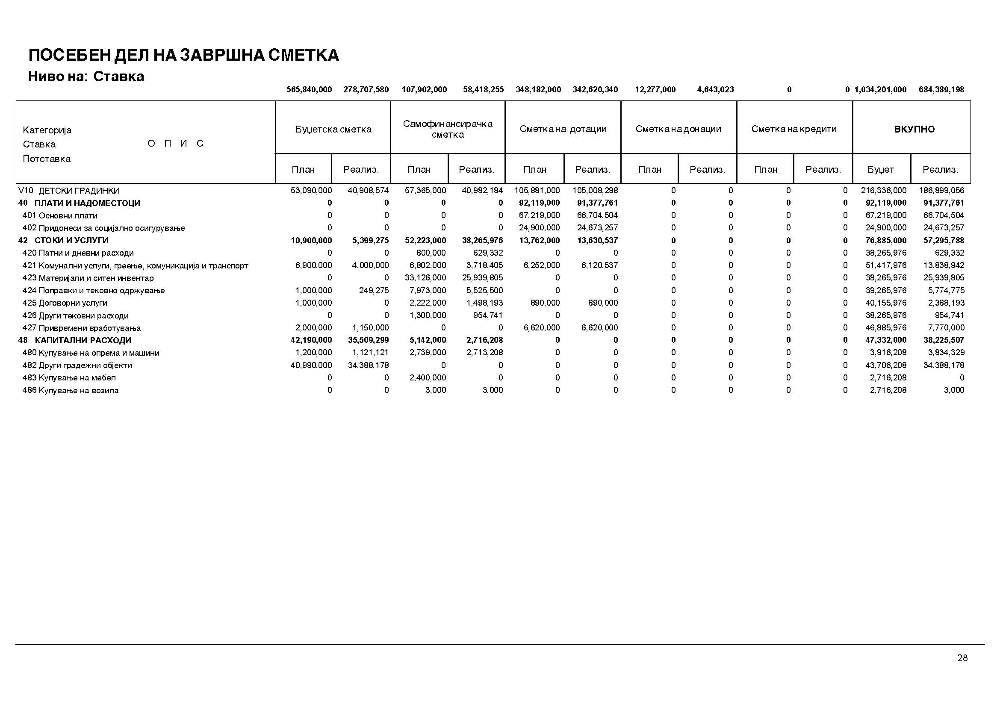 ПОСЕБЕН ДЕЛ НА ЗАВРШНА СМЕТКА
Ниво на: Ставка
565,840,000 278,707,580 107,902,000 58,418,255 348,182,000 342,620,340 12,277,000 4,643,023 0 0 1,034,201,000 684,389,198
Категорија
Ставка О П И С
Потставка
Буџетска сметка Самофинансирачка сметка Сметка на дотации Сметка на донации Сметка на кредити ВКУПНО
План Реализ. План Реализ. План Реализ. План Реализ. План Реализ. Буџет Реализ.
V10 ДЕТСКИ ГРАДИНКИ 53,090,000 40,908,574 57,365,000 40,982,184 105,881,000 105,008,298 0 0 0 0 216,336,000 186,899,056
40 ПЛАТИ И НАДОМЕСТОЦИ 0 0 0 0 92,119,000 91,377,761 0 0 0 0 92,119,000 91,377,761
401 Основни плати 0 0 0 0 67,219,000 66,704,504 0 0 0 0 67,219,000 66,704,504
402 Придонеси за социјално осигурување 0 0 0 0 24,900,000 24,673,257 0 0 0 0 24,900,000 24,673,257
42 СТОКИ И УСЛУГИ 10,900,000 5,399,275 52,223,000 38,265,976 13,762,000 13,630,537 0 0 0 0 76,885,000 57,295,788
420 Патни и дневни расходи 0 0 800,000 629,332 0 0 0 0 0 0 38,265,976 629,332
421 Комунални услуги, греење, комуникација и транспорт 6,900,000 4,000,000 6,802,000 3,718,405 6,252,000 6,120,537 0 0 0 0 51,417,976 13,838,942
423 Материјали и ситен инвентар 0 0 33,126,000 25,939,805 0 0 0 0 0 0 38,265,976 25,939,805
424 Поправки и тековно одржување 1,000,000 249,275 7,973,000 5,525,500 0 0 0 0 0 0 39,265,976 5,774,775
425 Договорни услуги 1,000,000 0 2,222,000 1,498,193 890,000 890,000 0 0 0 0 40,155,976 2,388,193
426 Други тековни расходи 0 0 1,300,000 954,741 0 0 0 0 0 0 38,265,976 954,741
427 Привремени вработувања 2,000,000 1,150,000 0 0 6,620,000 6,620,000 0 0 0 0 46,885,976 7,770,000
48 КАПИТАЛНИ РАСХОДИ 42,190,000 35,509,299 5,142,000 2,716,208 0 0 0 0 0 0 47,332,000 38,225,507
480 Купување на опрема и машини 1,200,000 1,121,121 2,739,000 2,713,208 0 0 0 0 0 0 3,916,208 3,834,329
482 Други градежни објекти 40,990,000 34,388,178 0 0 0 0 0 0 0 0 43,706,208 34,388,178
483 Купување на мебел 0 0 2,400,000 0 0 0 0 0 0 0 2,716,208 0
486 Купување на возила 0 0 3,000 3,000 0 0 0 0 0 0 2,716,208 3,000
28